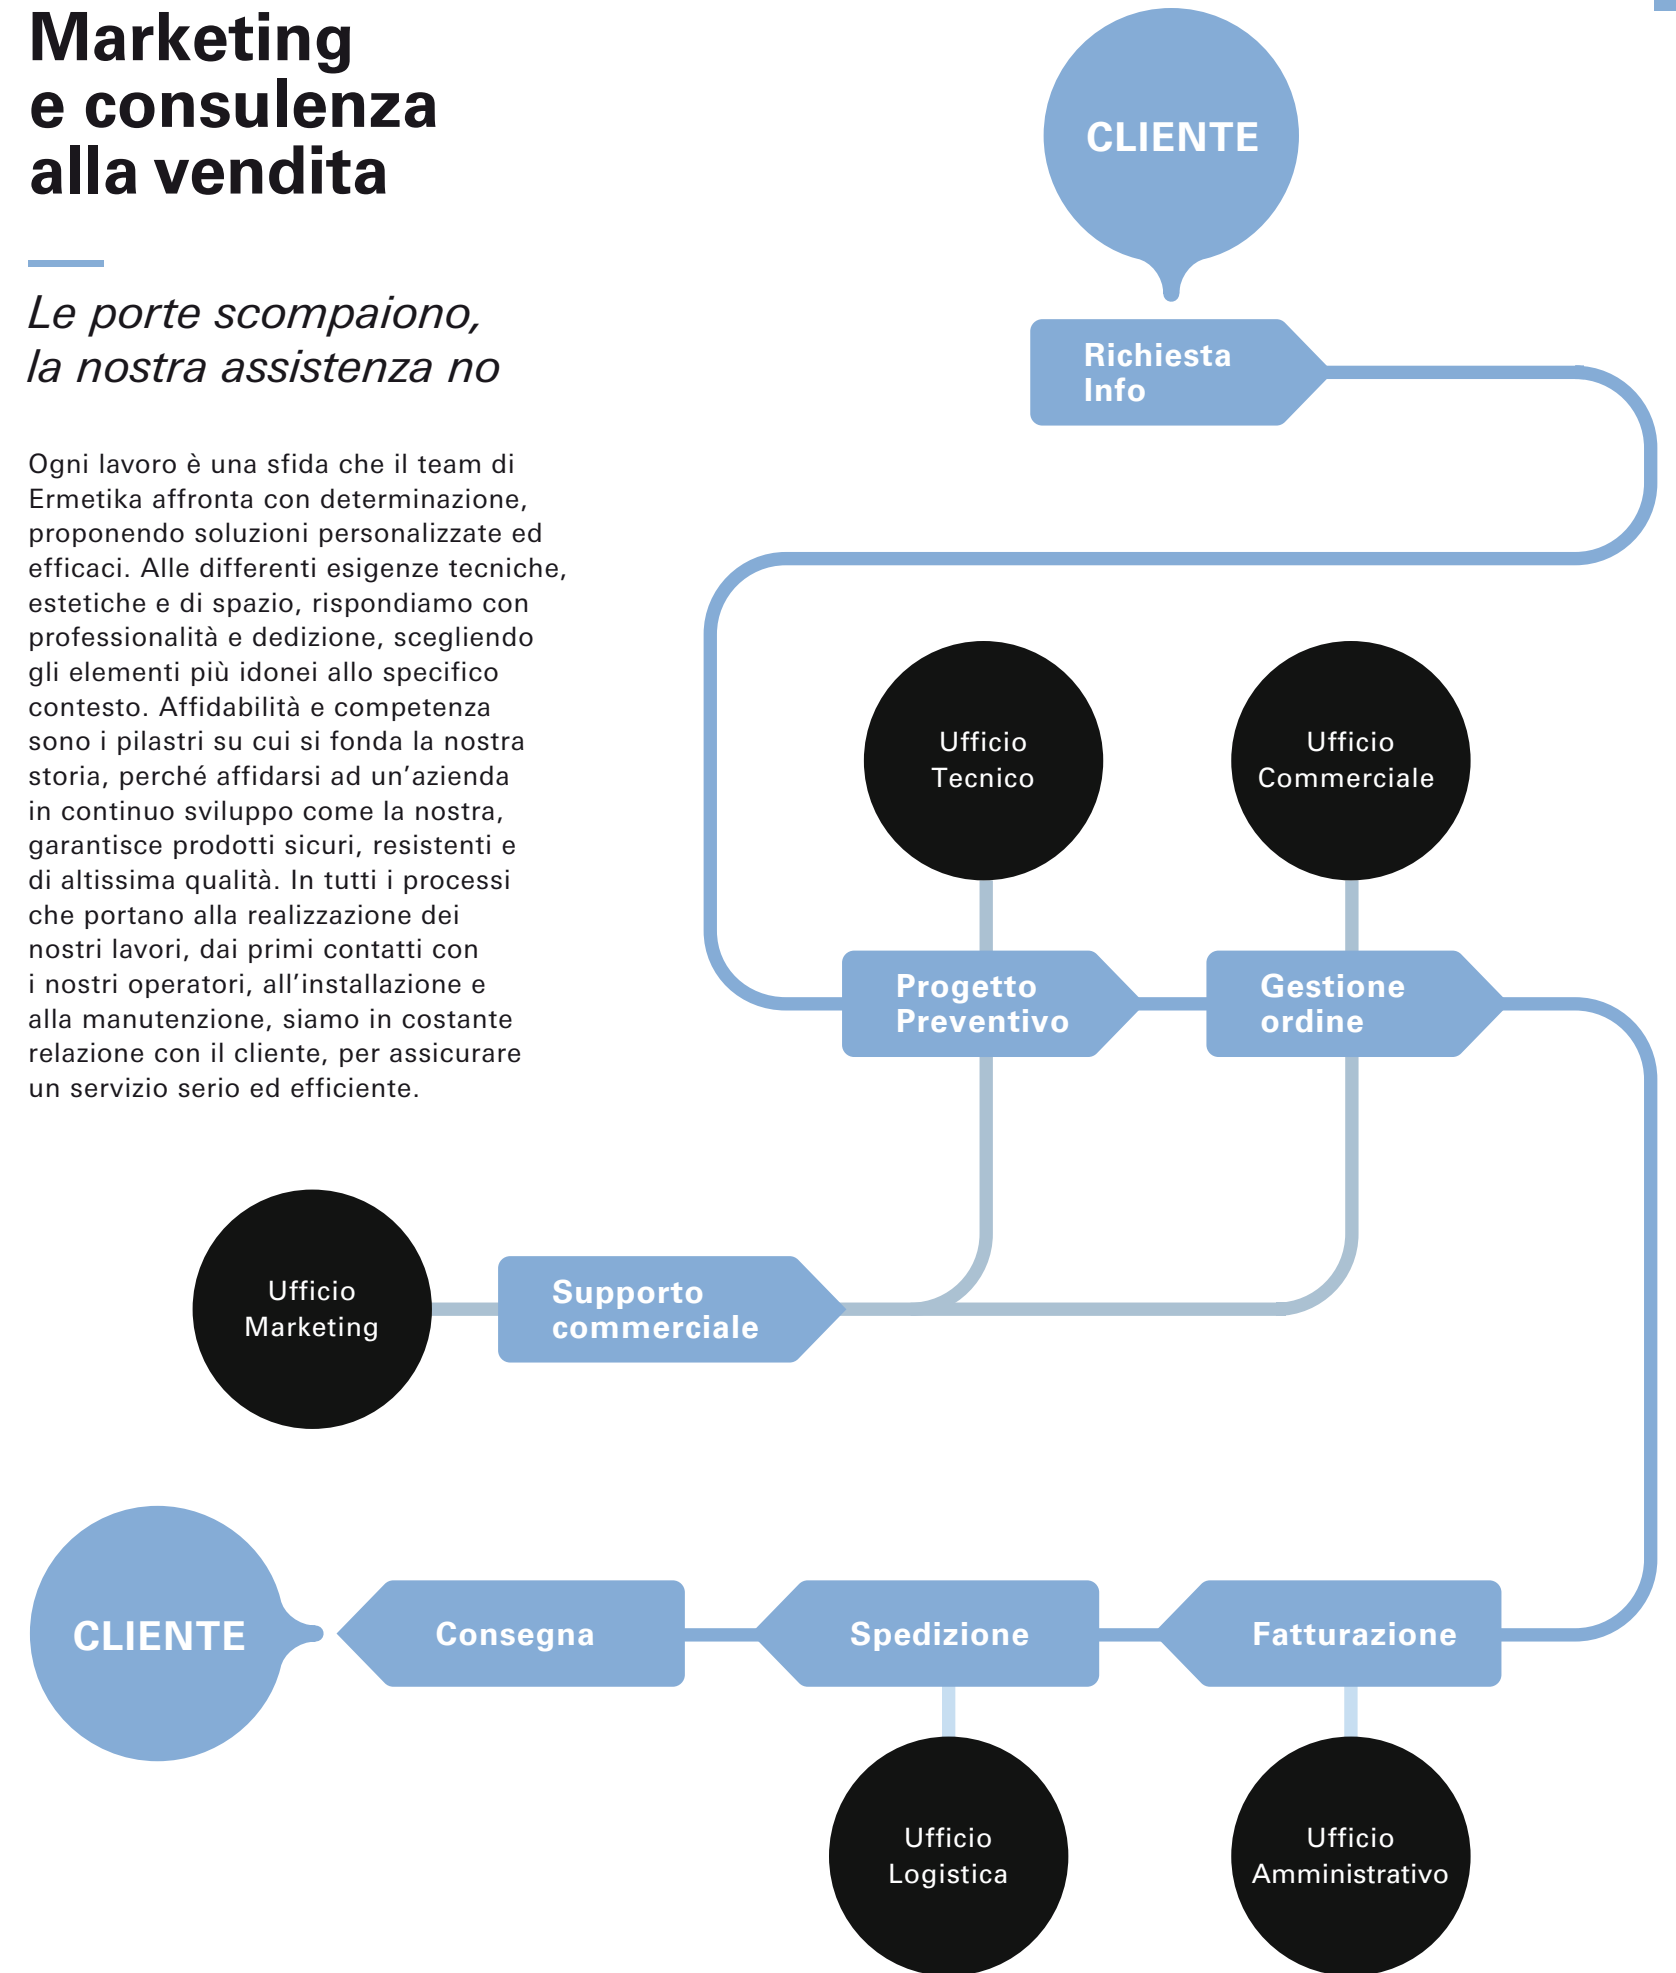 Marketing
e consulenza
alla vendita
Le porte scompaiono,
la nostra assistenza no
Ogni lavoro è una sfida che il team di
Ermetika affronta con determinazione,
proponendo soluzioni personalizzate ed
efficaci. Alle differenti esigenze tecniche,
estetiche e di spazio, rispondiamo con
professionalità e dedizione, scegliendo
gli elementi più idonei allo specifico
contesto. Affidabilità e competenza
sono i pilastri su cui si fonda la nostra
storia, perché affidarsi ad un’azienda
in continuo sviluppo come la nostra,
garantisce prodotti sicuri, resistenti e
di altissima qualità. In tutti i processi
che portano alla realizzazione dei
nostri lavori, dai primi contatti con
i nostri operatori, all’installazione e
alla manutenzione, siamo in costante
relazione con il cliente, per assicurare
un servizio serio ed efficiente.
CLIENTE
Richiesta
Info
Ufficio
Tecnico
Ufficio
Commerciale
Progetto
Preventivo
Gestione
ordine
Ufficio
Marketing
Supporto
commerciale
CLIENTE
Consegna
Spedizione
Fatturazione
Ufficio
Logistica
Ufficio
Amministrativo